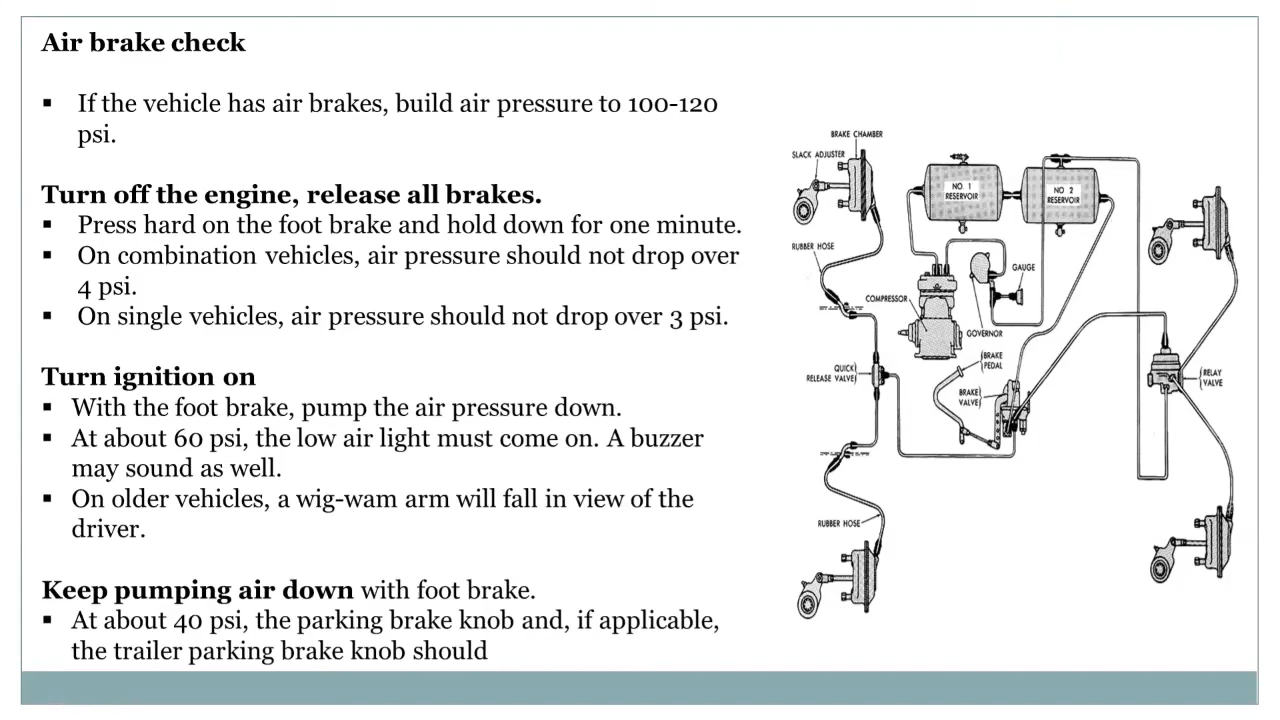 Air brake check
▪ If the vehicle has air brakes, build air pressure to 100-120
psi.
Turn off the engine, release all brakes.
▪ Press hard on the foot brake and hold down for one minute.
▪ On combination vehicles, air pressure should not drop over
4 psi.
▪ On single vehicles, air pressure should not drop over 3 psi.
Turn ignition on
▪ With the foot brake, pump the air pressure down.
▪ At about 60 psi, the low air light must come on. A buzzer
may sound as well.
▪ On older vehicles, a wig-wam arm will fall in view of the
driver.
Keep pumping air down with foot brake.
▪ At about 40 psi, the parking brake knob and, if applicable,
the trailer parking brake knob should
BRAKE CHAMBER
SLACK ADJUSTER
NO. 1
RESERVOIR
NO 2
RESERVOIR
RUBBER HOSE
GAUGE
COMPRESSOR
GOVERNOR
BRAKE
PEDAL
QUICK
RELEASE VALVE
BRAKE
VALVE
RELAY
VALVE
RUBBER HOSE